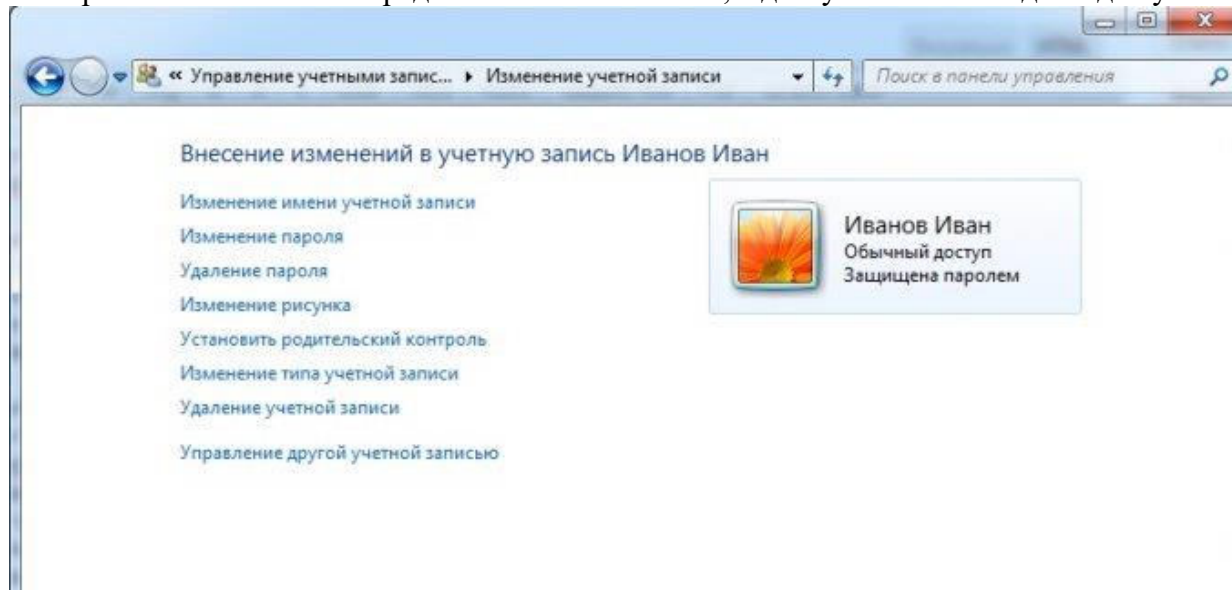 « Управление учетными запис... ▸ Изменение учетной записи
Поиск в панели управления
Внесение изменений в учетную запись Иванов Иван
Изменение имени учетной записи
Изменение пароля
Удаление пароля
Изменение рисунка
Установить родительский контроль
Изменение типа учетной записи
Удаление учетной записи
Управление другой учетной записью
Иванов Иван
Обычный доступ
Защищена паролем